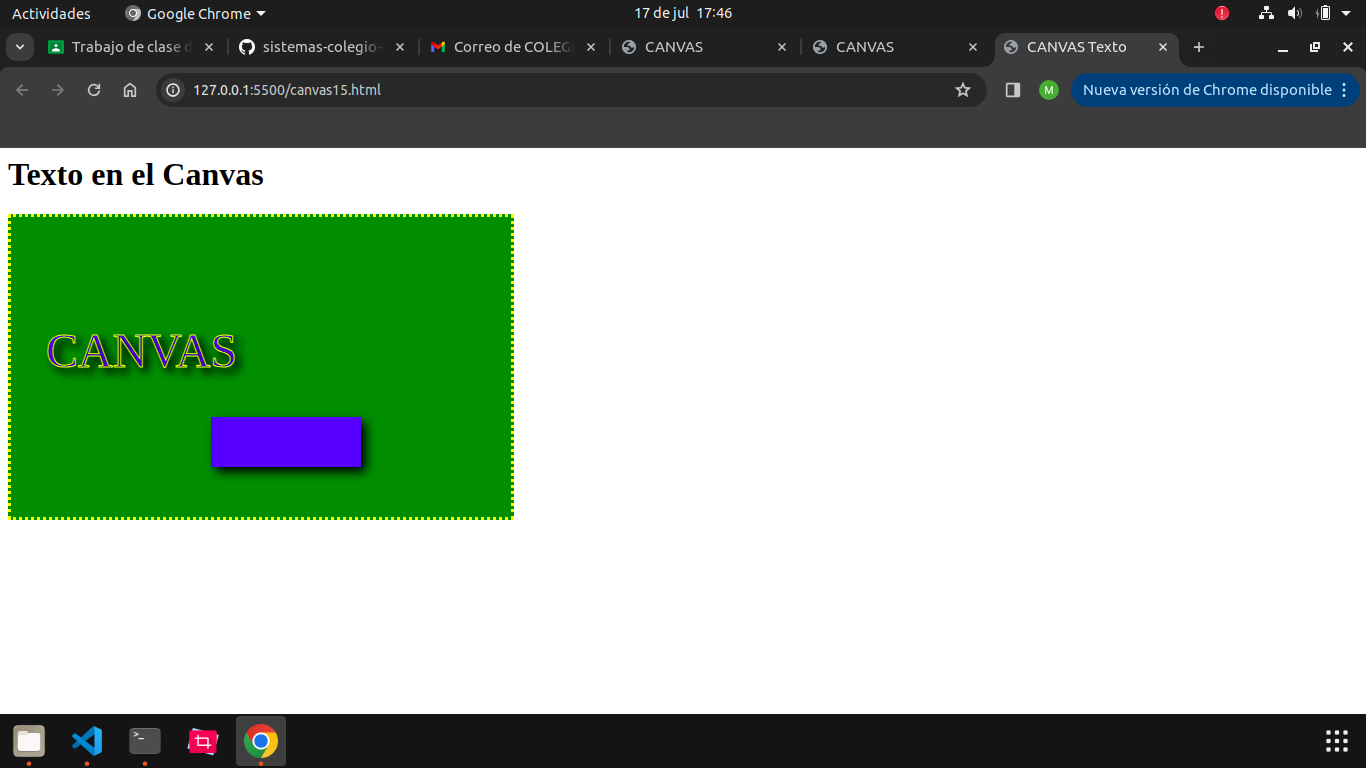 Actividades Google Chrome 17 de jul 17:46
Trabajo de clase d sistemas-colegio- Correo de COLEG CANVAS CANVAS CANVAS Texto
127.0.0.1:5500/canvas15.html M Nueva versión de Chrome disponible
Texto en el Canvas
CANVAS